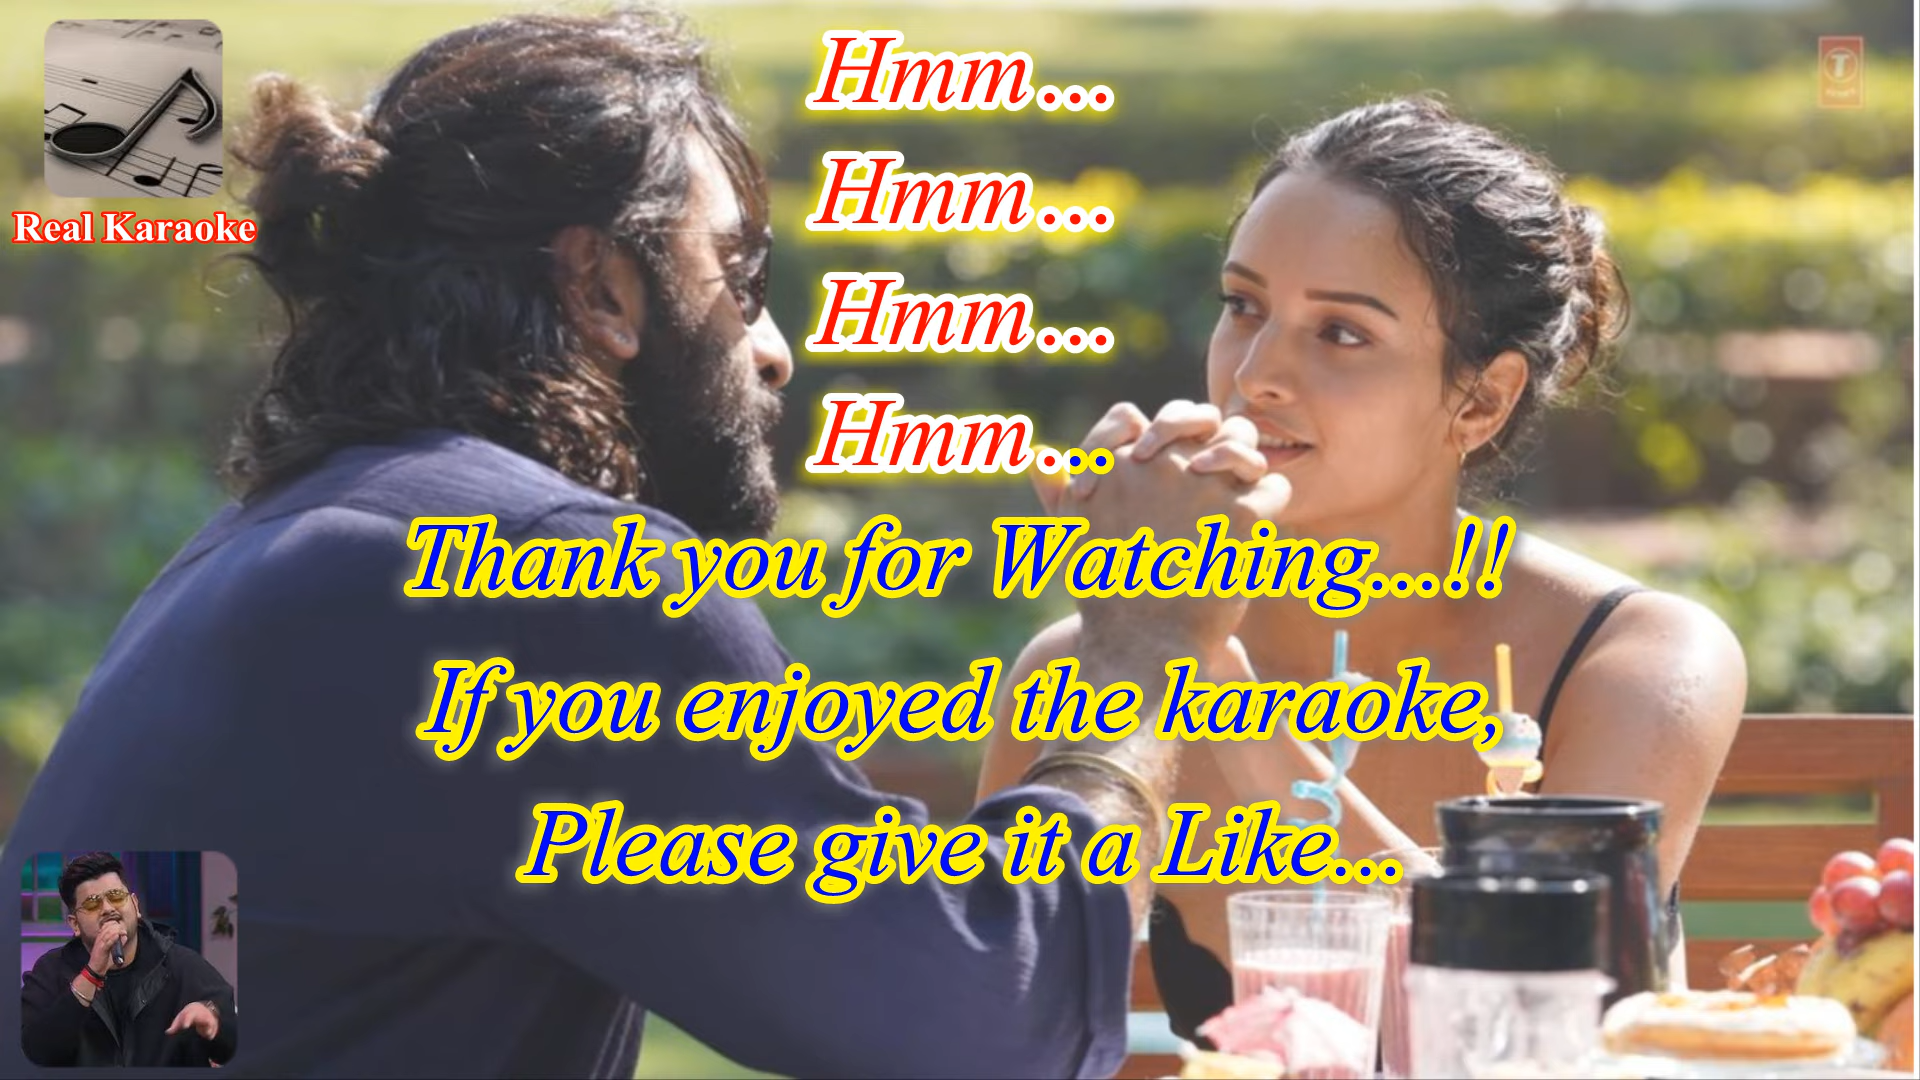 Hmm...
Hmm...
Hmm...
Hmm...
Real Karaoke
Thank you for Watching...!!
If you enjoyed the karaoke,
Please give it a Like...